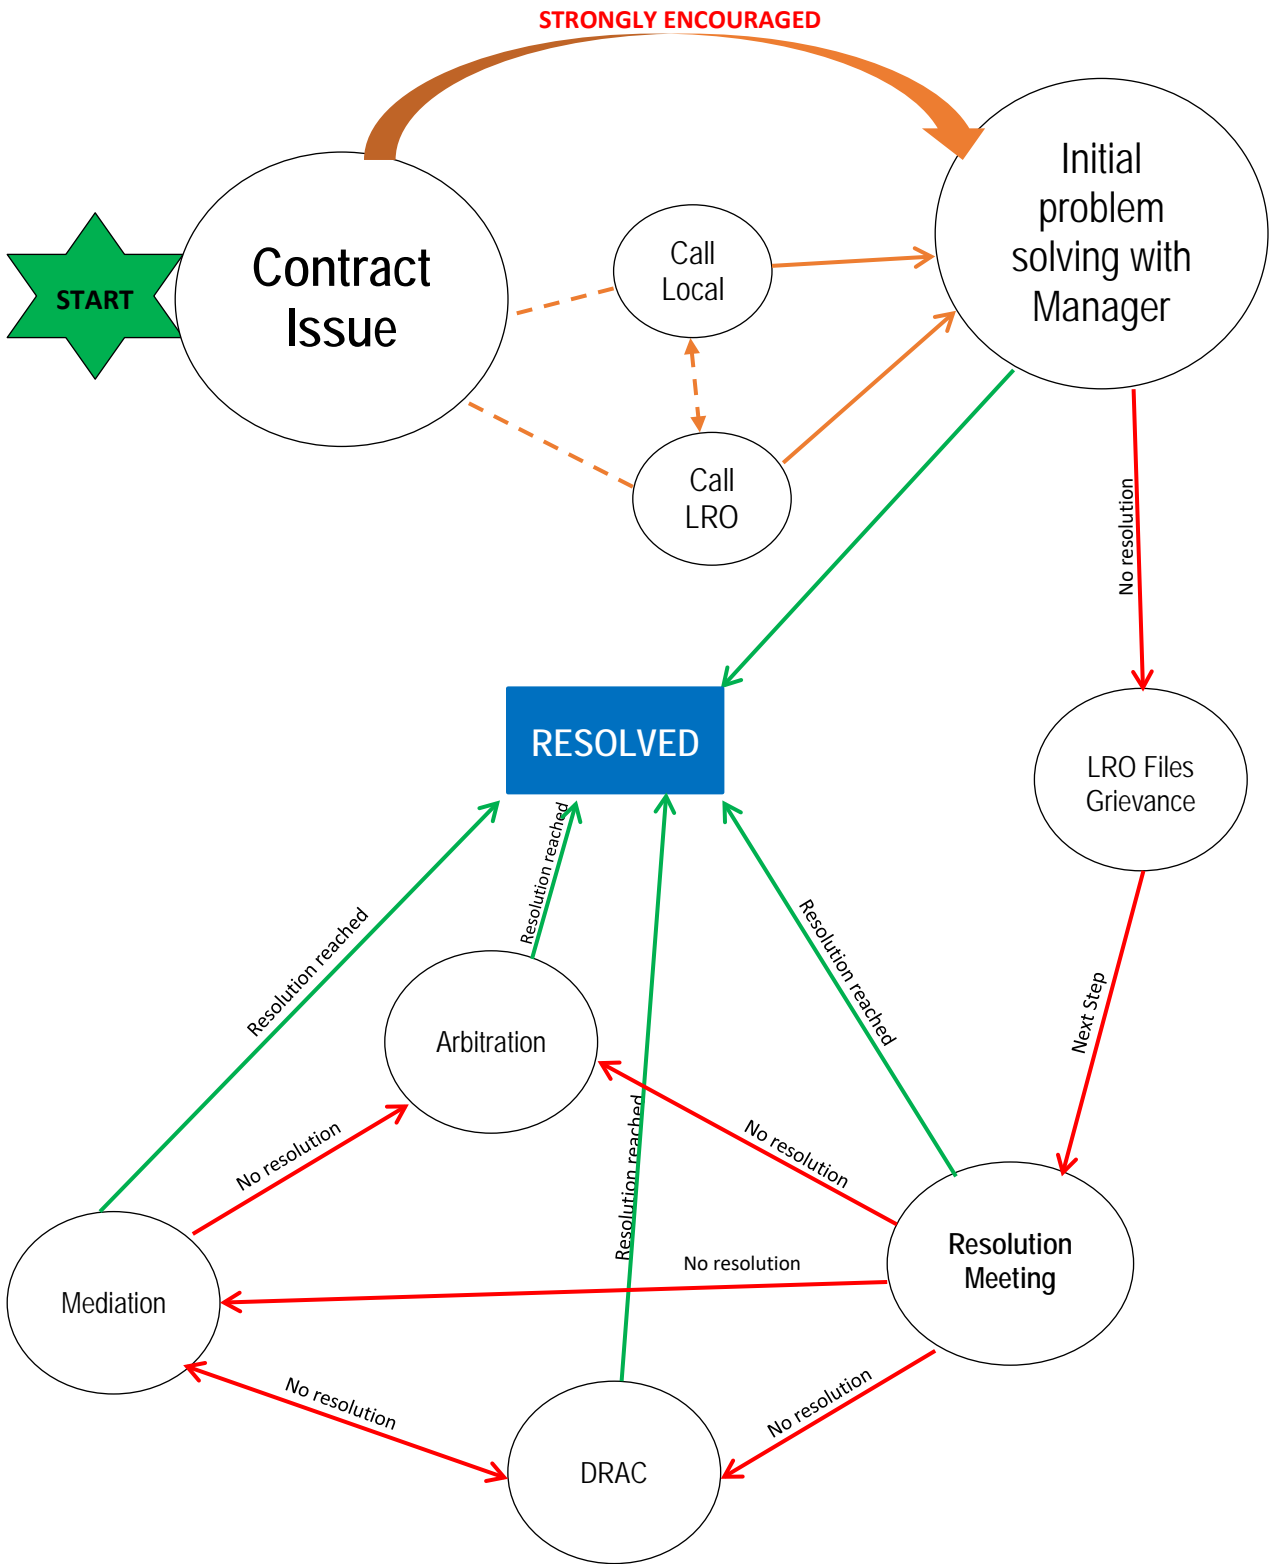 STRONGLY ENCOURAGED
Initial
problem
solving with
Manager
Call
Local
Contract
Issue
START
Call
LRO
No resolution
RESOLVED
LRO Files
Grievance
Resolution reached
Resolution reached
Resolution reached
Next Step
Arbitration
No resolution
Resolution reached
No resolution
Resolution
Meeting
No resolution
Mediation
No resolution
No resolution
DRAC